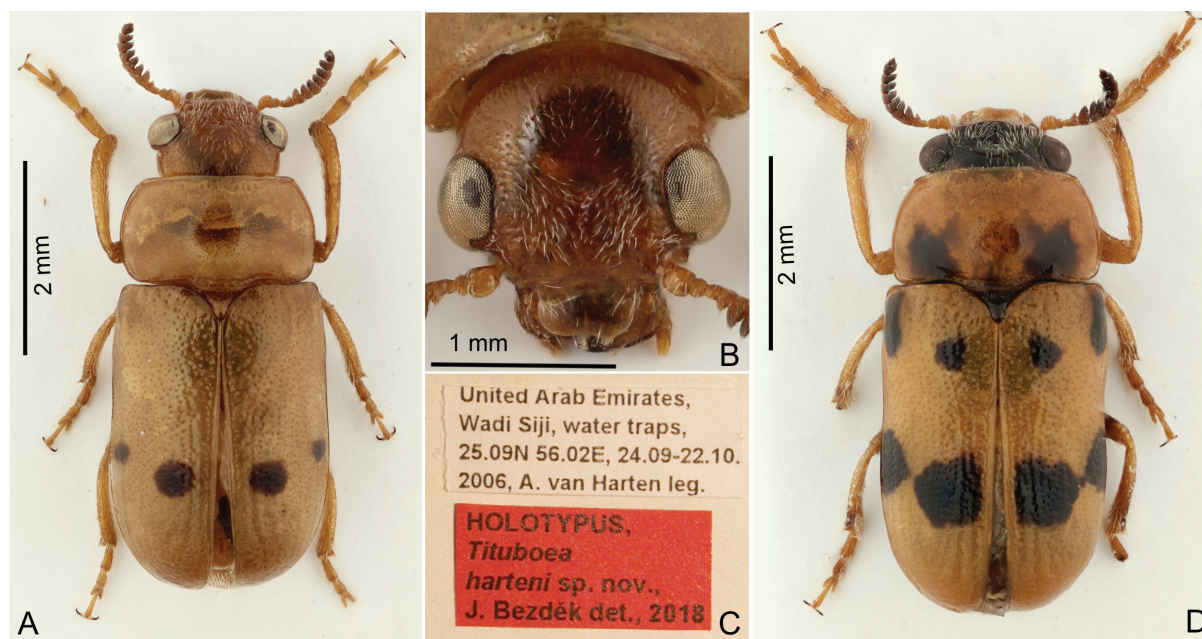 2 mm
A
1 mm
B
United Arab Emirates,
Wadi Siji, water traps,
25.09N 56.02E, 24.09-22.10.
2006, A. van Harten leg.
HOLOTYPUS,
Tituboea
harteni sp. nov.,
J. Bezděk det., 2018
C
2 mm
D